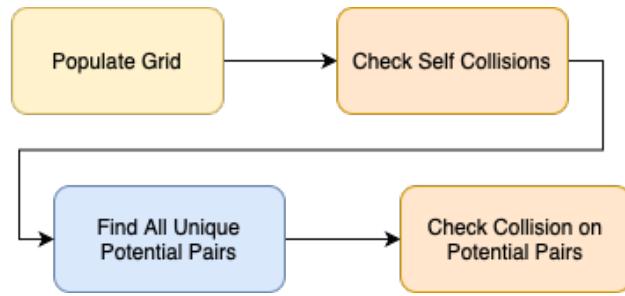 Populate Grid
Check Self Collisions
Find All Unique
Potential Pairs
Check Collision on
Potential Pairs